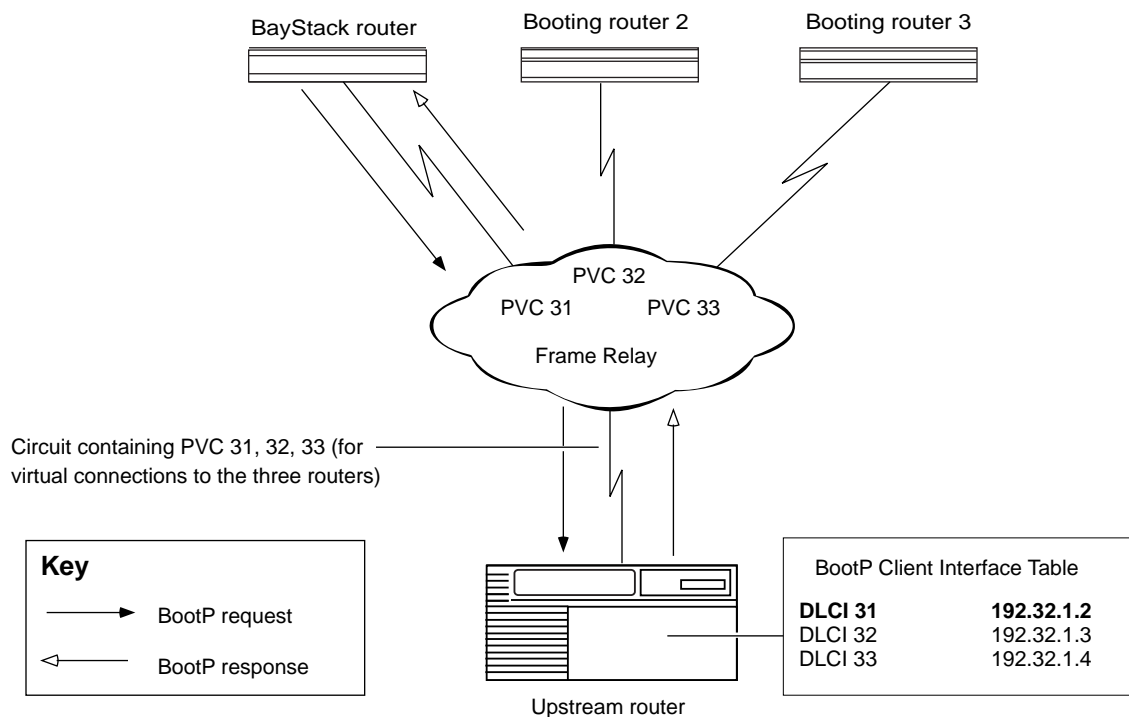 BayStack router
Booting router 2
Booting router 3
PVC 32
PVC 31
PVC 33
Frame Relay
Circuit containing PVC 31, 32, 33 (for
virtual connections to the three routers)
Key
BootP request
BootP response
BootP Client Interface Table
DLCI 31 192.32.1.2
DLCI 32 192.32.1.3
DLCI 33 192.32.1.4
Upstream router